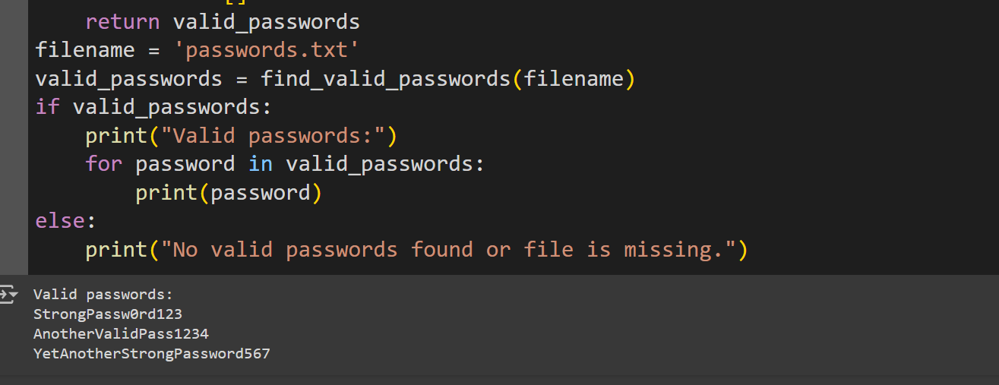 []
    return valid_passwords
filename = 'passwords.txt'
valid_passwords = find_valid_passwords(filename)
if valid_passwords:
    print("Valid passwords:")
    for password in valid_passwords:
        print(password)
else:
    print("No valid passwords found or file is missing.")
Valid passwords:
StrongPassw0rd123
AnotherValidPass1234
YetAnotherStrongPassword567